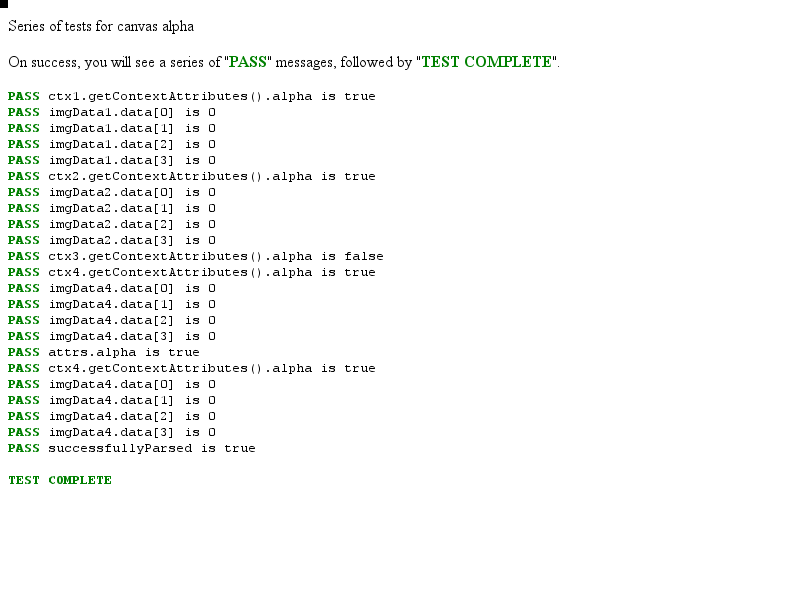 Series of tests for canvas alpha
On success, you will see a series of "PASS" messages, followed by "TEST COMPLETE".
PASS ctx1.getContextAttributes().alpha is true
PASS imgData1.data[0] is 0
PASS imgData1.data[1] is 0
PASS imgData1.data[2] is 0
PASS imgData1.data[3] is 0
PASS ctx2.getContextAttributes().alpha is true
PASS imgData2.data[0] is 0
PASS imgData2.data[1] is 0
PASS imgData2.data[2] is 0
PASS imgData2.data[3] is 0
PASS ctx3.getContextAttributes().alpha is false
PASS ctx4.getContextAttributes().alpha is true
PASS imgData4.data[0] is 0
PASS imgData4.data[1] is 0
PASS imgData4.data[2] is 0
PASS imgData4.data[3] is 0
PASS attrs.alpha is true
PASS ctx4.getContextAttributes().alpha is true
PASS imgData4.data[0] is 0
PASS imgData4.data[1] is 0
PASS imgData4.data[2] is 0
PASS imgData4.data[3] is 0
PASS successfullyParsed is true
TEST COMPLETE